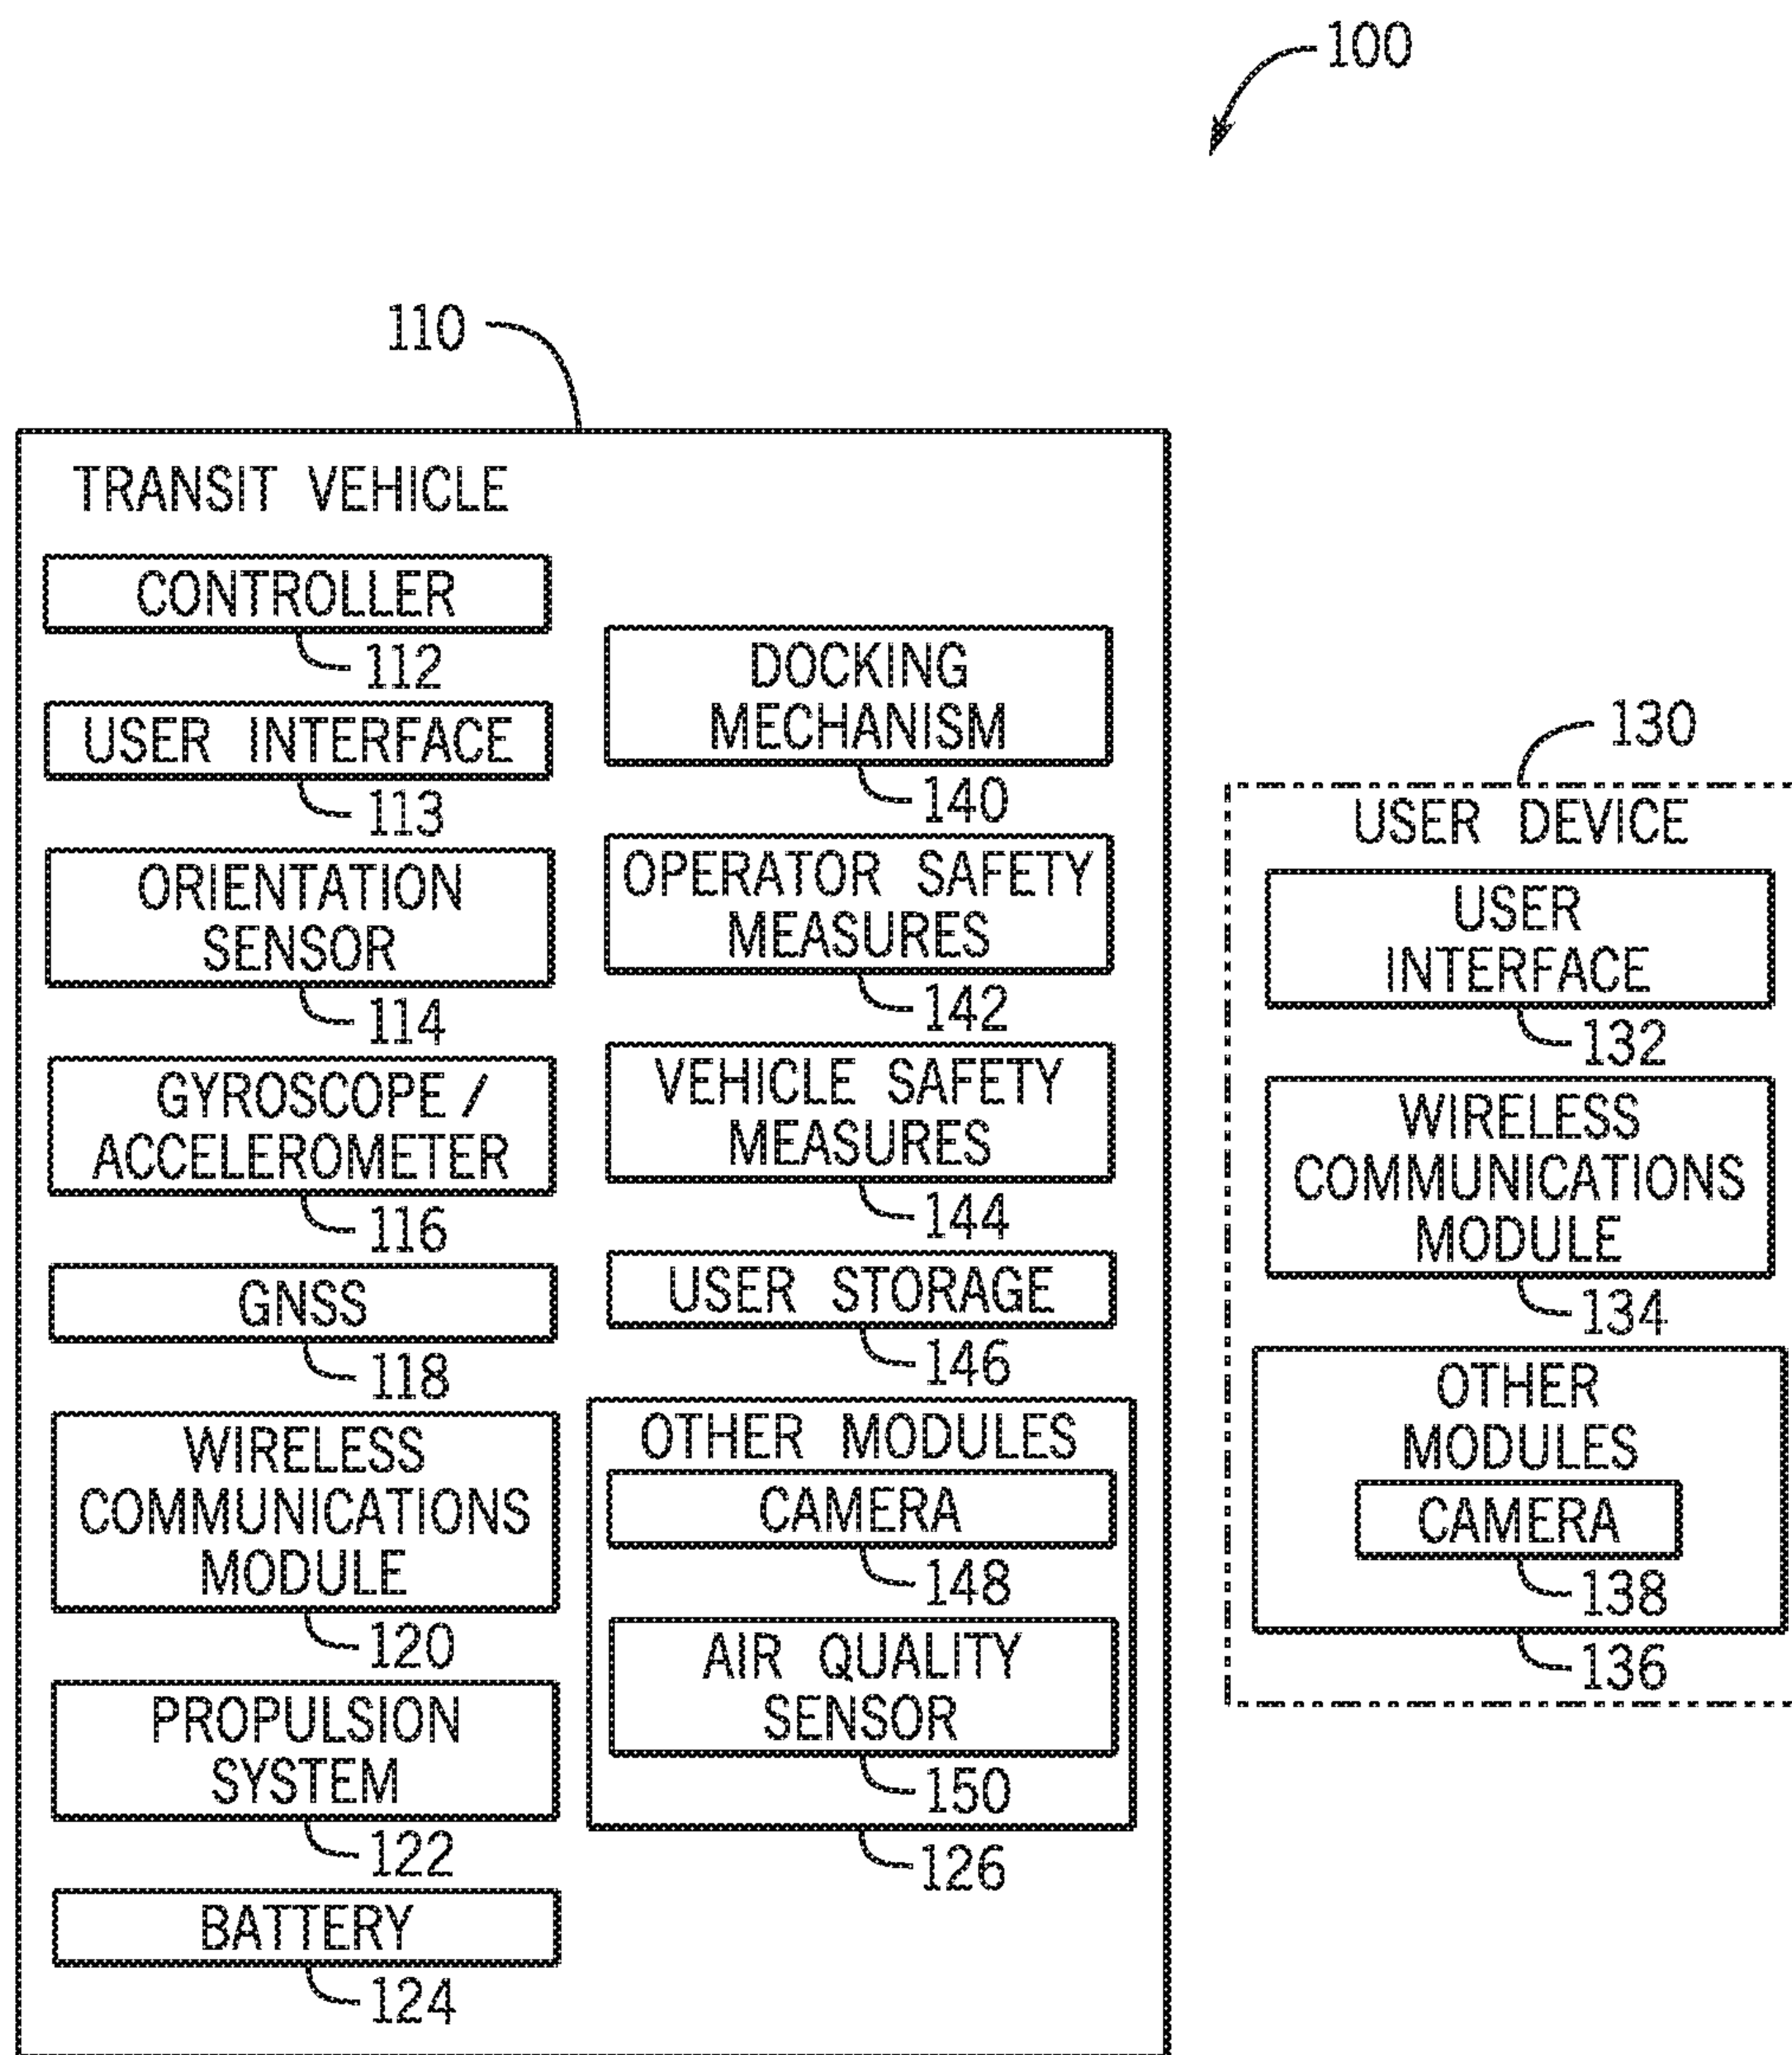 100
110
TRANSIT VEHICLE
CONTROLLER
112
USER INTERFACE
113
ORIENTATION
SENSOR
114
GYROSCOPE /
ACCELEROMETER
116
GNSS
118
WIRELESS
COMMUNICATIONS
MODULE
120
PROPULSION
SYSTEM
122
BATTERY
124
DOCKING
MECHANISM
140
OPERATOR SAFETY
MEASURES
142
VEHICLE SAFETY
MEASURES
144
USER STORAGE
146
OTHER MODULES
CAMERA
148
AIR QUALITY
SENSOR
150
126
130
USER DEVICE
USER
INTERFACE
132
WIRELESS
COMMUNICATIONS
MODULE
134
OTHER
MODULES
CAMERA
138
136